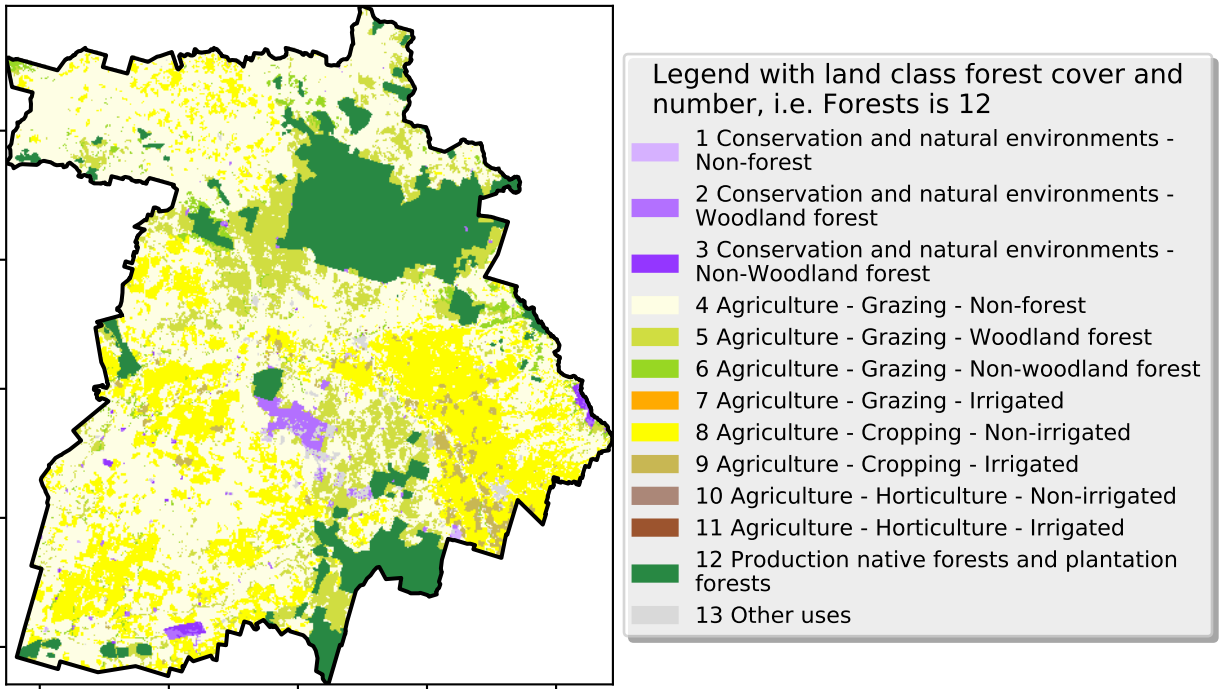 Legend with land class forest cover and
number, i.e. Forests is 12
1 Conservation and natural environments -
Non-forest
2 Conservation and natural environments -
Woodland forest
3 Conservation and natural environments -
Non-Woodland forest
4 Agriculture - Grazing - Non-forest
5 Agriculture - Grazing - Woodland forest
6 Agriculture - Grazing - Non-woodland forest
7 Agriculture - Grazing - Irrigated
8 Agriculture - Cropping - Non-irrigated
9 Agriculture - Cropping - Irrigated
10 Agriculture - Horticulture - Non-irrigated
11 Agriculture - Horticulture - Irrigated
12 Production native forests and plantation
forests
13 Other uses